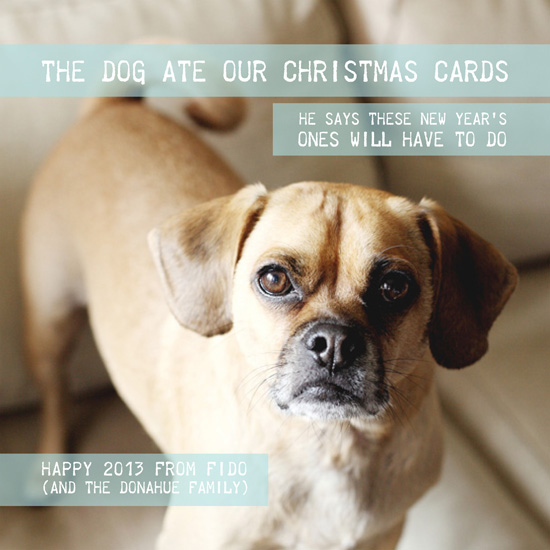 THE DOG ATE OUR CHRISTMAS CARDS
HE SAYS THESE NEW YEAR'S
ONES WILL HAVE TO DO
HAPPY 2013 FROM FIDO
(AND THE DONAHUE FAMILY)